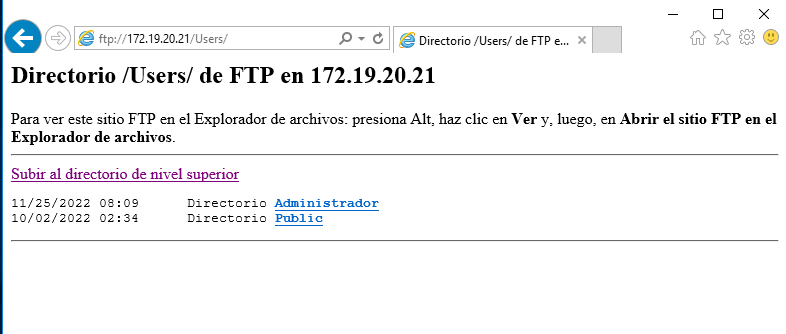 ftp://172.19.20.21/Users/
Directorio /Users/ de FTP e...
Directorio /Users/ de FTP en 172.19.20.21
Para ver este sitio FTP en el Explorador de archivos: presiona Alt, haz clic en Ver y, luego, en Abrir el sitio FTP en el
Explorador de archivos.
Subir al directorio de nivel superior
11/25/2022 08:09 Directorio Administrador
10/02/2022 02:34 Directorio Public